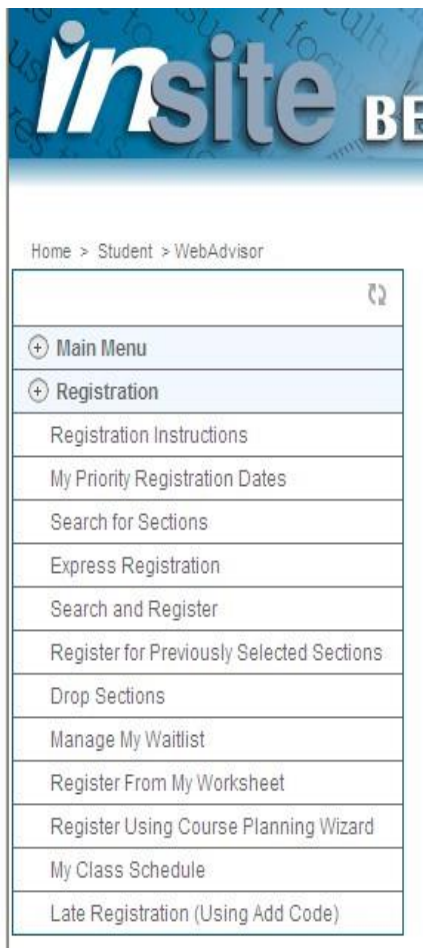 insite BE
Home > Student > WebAdvisor
Main Menu
Registration
Registration Instructions
My Priority Registration Dates
Search for Sections
Express Registration
Search and Register
Register for Previously Selected Sections
Drop Sections
Manage My Waitlist
Register From My Worksheet
Register Using Course Planning Wizard
My Class Schedule
Late Registration (Using Add Code)